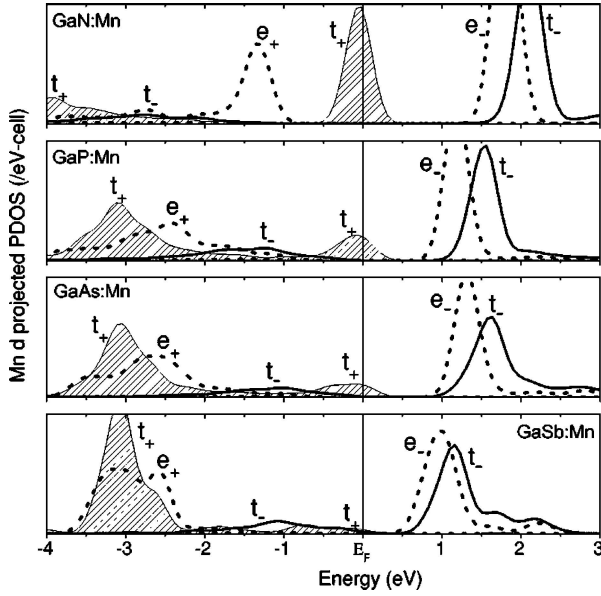 GaN:Mn
t+
t-
e+
t+
e-
t-
GaP:Mn
t+
e+
t-
t+
e-
t-
GaAs:Mn
t+
e+
t-
t+
e-
t-
GaSb:Mn
t+
e+
t-
t+
e-
t-
Mn d projected PDOS (/eV-cell)
-4 -3 -2 -1 EF 1 2 3
Energy (eV)